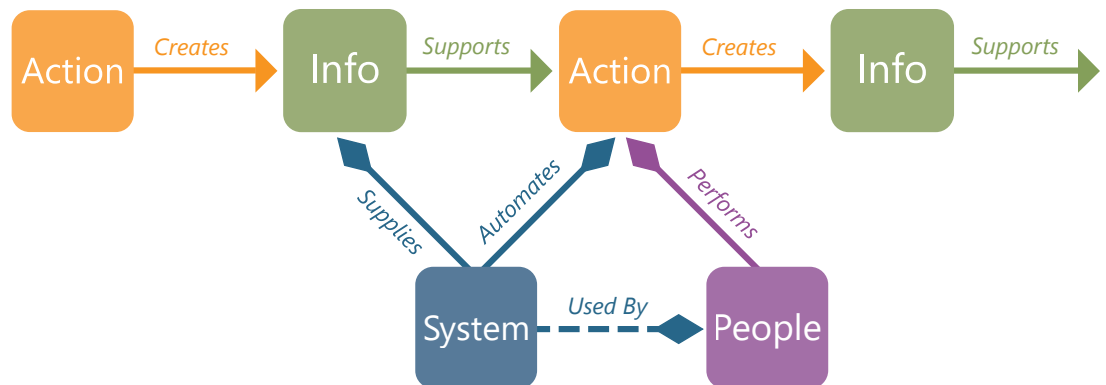 Action
Creates
Info
Supports
Action
Creates
Info
Supports
Supplies
Automates
Performs
System
Used By
People